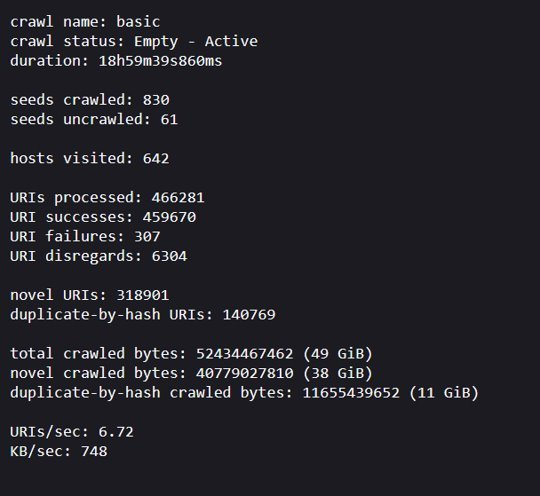 crawl name: basic
crawl status: Empty - Active
duration: 18h59m39s860ms
seeds crawled: 830
seeds uncrawled: 61
hosts visited: 642
URIs processed: 466281
URI successes: 459670
URI failures: 307
URI disregards: 6304
novel URIs: 318901
duplicate-by-hash URIs: 140769
total crawled bytes: 52434467462 (49 GiB)
novel crawled bytes: 40779027810 (38 GiB)
duplicate-by-hash crawled bytes: 11655439652 (11 GiB)
URIs/sec: 6.72
KB/sec: 748